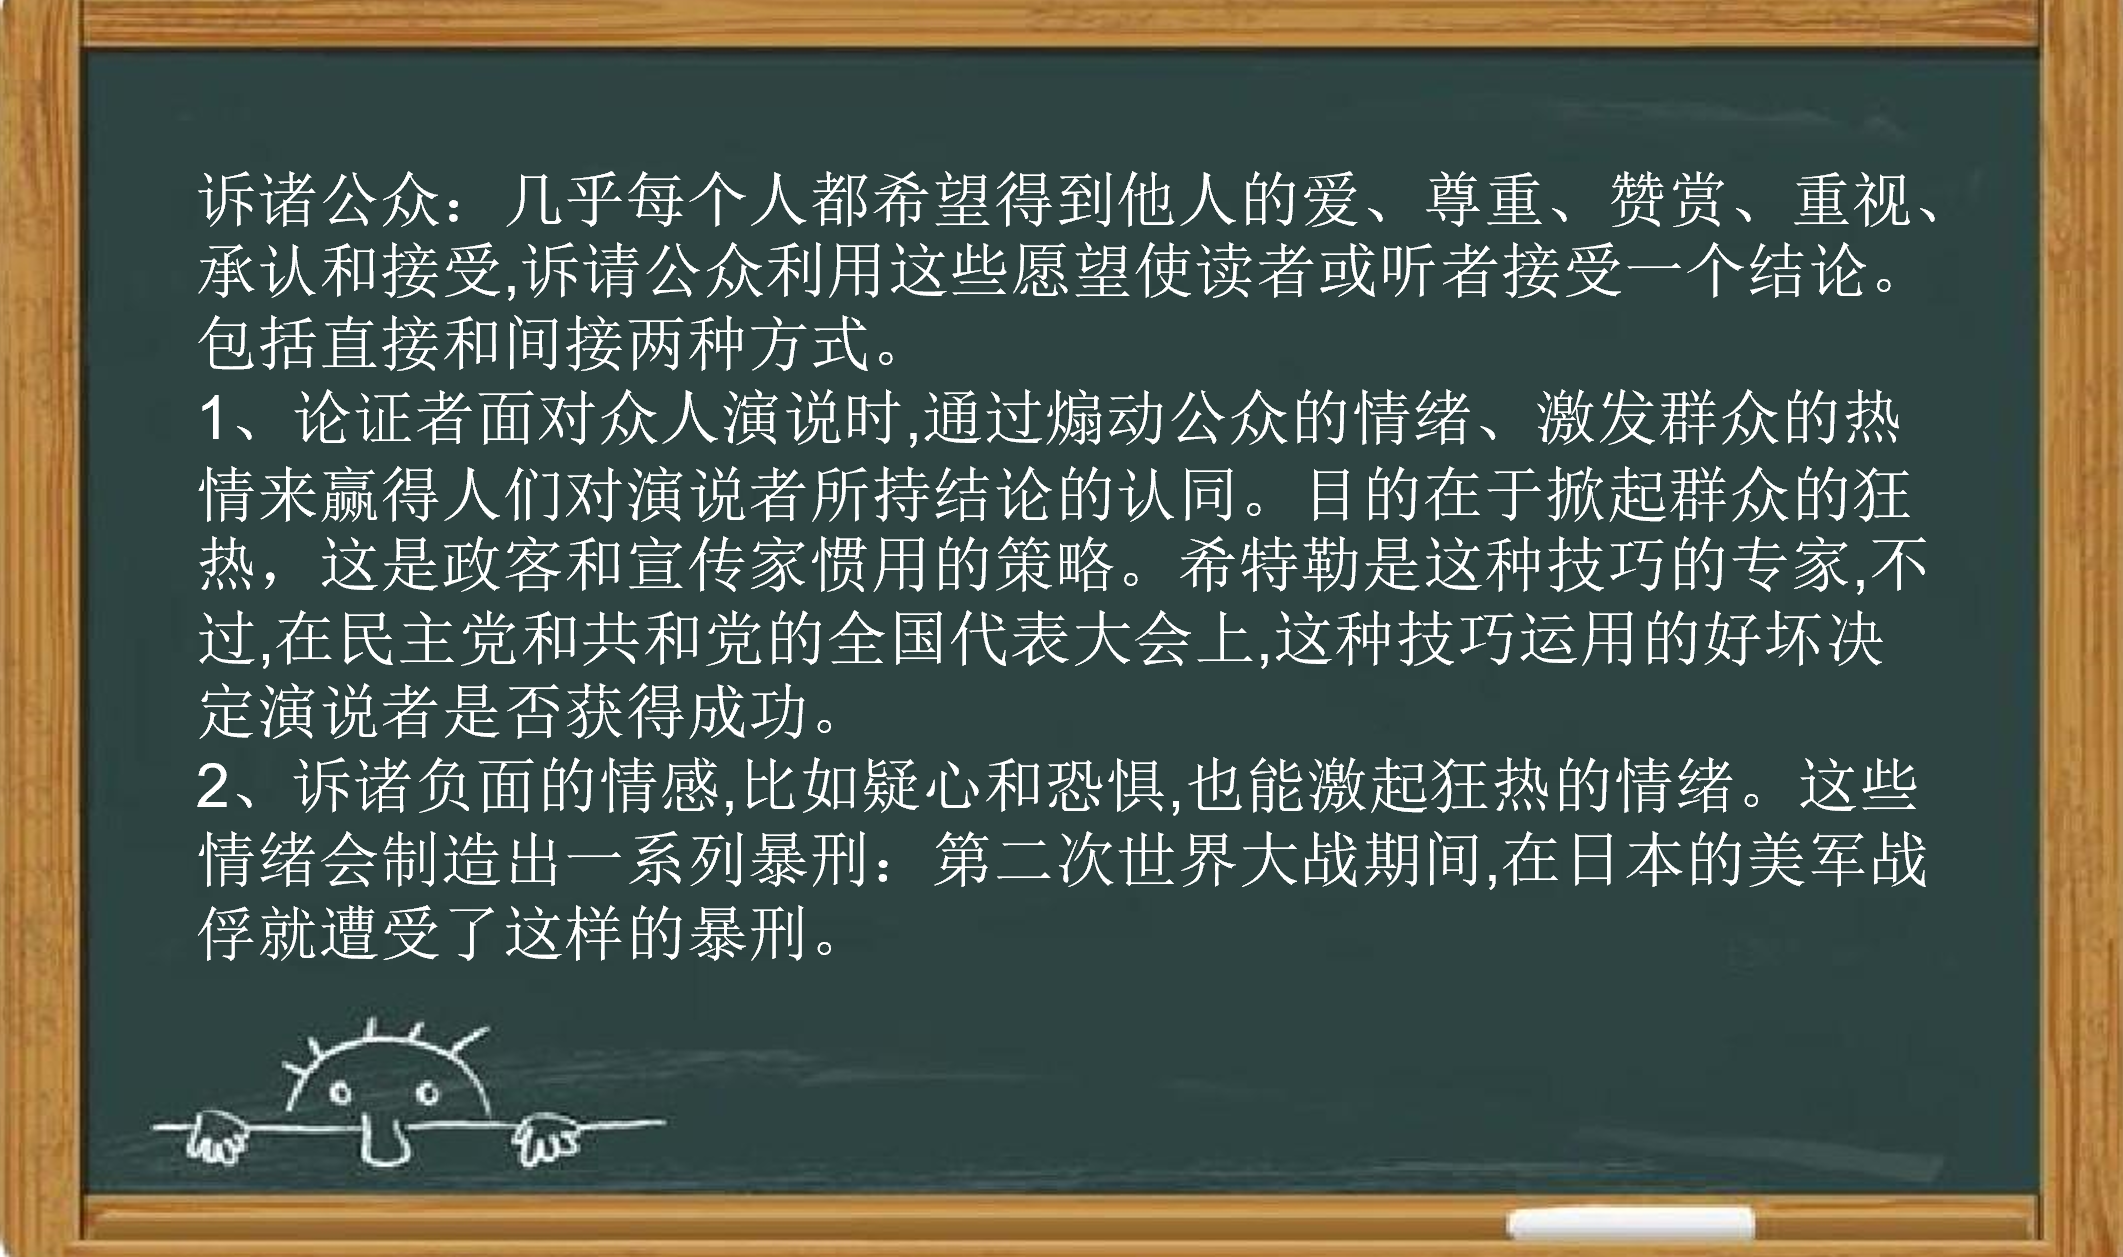 诉诸公众：几乎每个人都希望得到他人的爱、尊重、赞赏、重视、
承认和接受,诉请公众利用这些愿望使读者或听者接受一个结论。
包括直接和间接两种方式。
1、论证者面对众人演说时,通过煽动公众的情绪、激发群众的热
情来赢得人们对演说者所持结论的认同。目的在于掀起群众的狂
热，这是政客和宣传家惯用的策略。希特勒是这种技巧的专家,不
过,在民主党和共和党的全国代表大会上,这种技巧运用的好坏决
定演说者是否获得成功。
2、诉诸负面的情感,比如疑心和恐惧,也能激起狂热的情绪。这些
情绪会制造出一系列暴刑：第二次世界大战期间,在日本的美军战
俘就遭受了这样的暴刑。